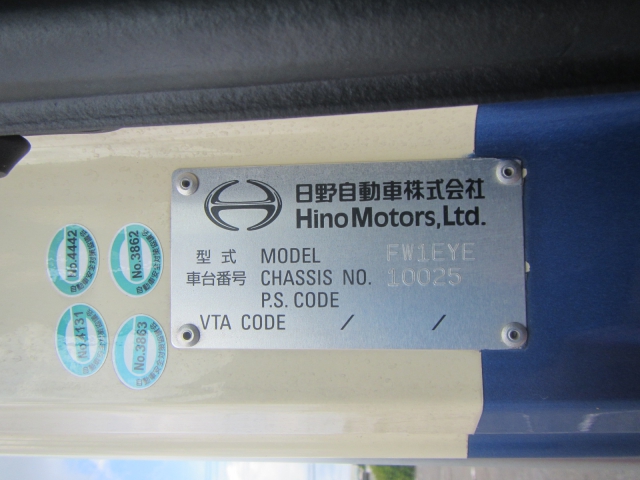 日野自動車株式会社
Hino Motors, Ltd.
型式 MODEL FW1EYE
車台番号 CHASSIS NO. 10025
P.S. CODE
VTA CODE / /
No.4442
No.3862
No.4131
No.3863